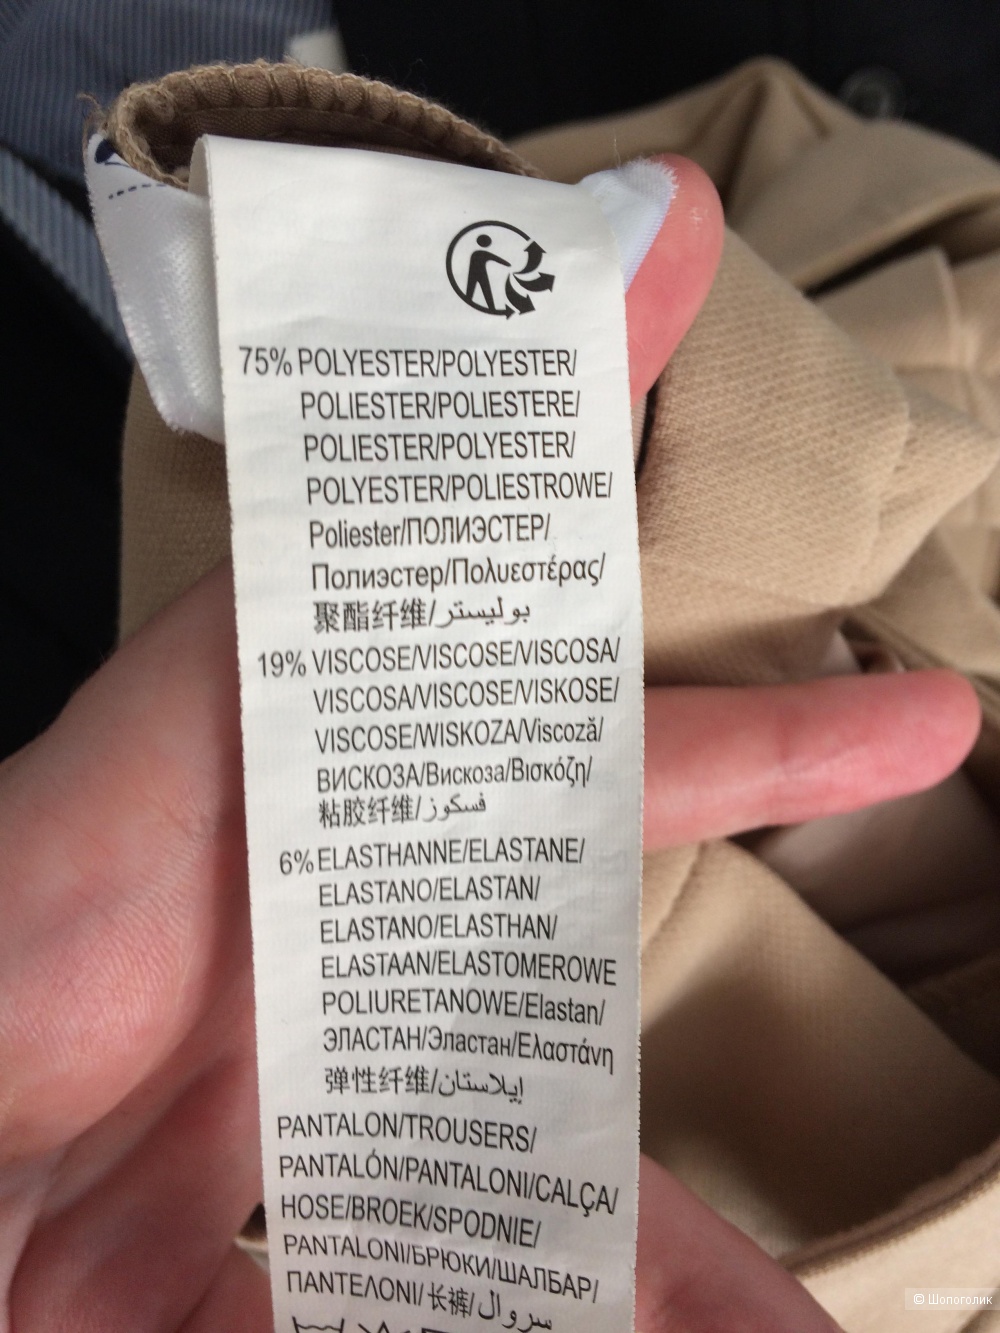 75% POLYESTER/POLYESTER/
POLIESTER/POLIESTERE/
POLIESTER/POLYESTER/
POLYESTER/POLIESTROWE/
Poliester/ПОЛИЭСТЕР/
Полиэстер/Πολυεστέρας/
聚酯纤维/بوليستر
19% VISCOSE/VISCOSE/VISCOSA/
VISCOSA/VISCOSE/VISKOSE/
VISCOSE/WISKOZA/Viscoză/
ВИСКОЗА/Вискоза/Βισκόζη/
粘胶纤维/فسكوز
6% ELASTHANNE/ELASTANE/
ELASTANO/ELASTAN/
ELASTANO/ELASTHAN/
ELASTAAN/ELASTOMEROWE
POLIURETANOWE/Elastan/
ЭЛАСТАН/Эластан/Ελαστάνη
弹性纤维/إيلاستان
PANTALON/TROUSERS/
PANTALÓN/PANTALONI/CALÇA/
HOSE/BROEK/SPODNIE/
PANTALONI/БРЮКИ/ШАЛБАР/
ΠΑΝΤΕΛΟΝΙ/长裤/سروال
© Шопоголик